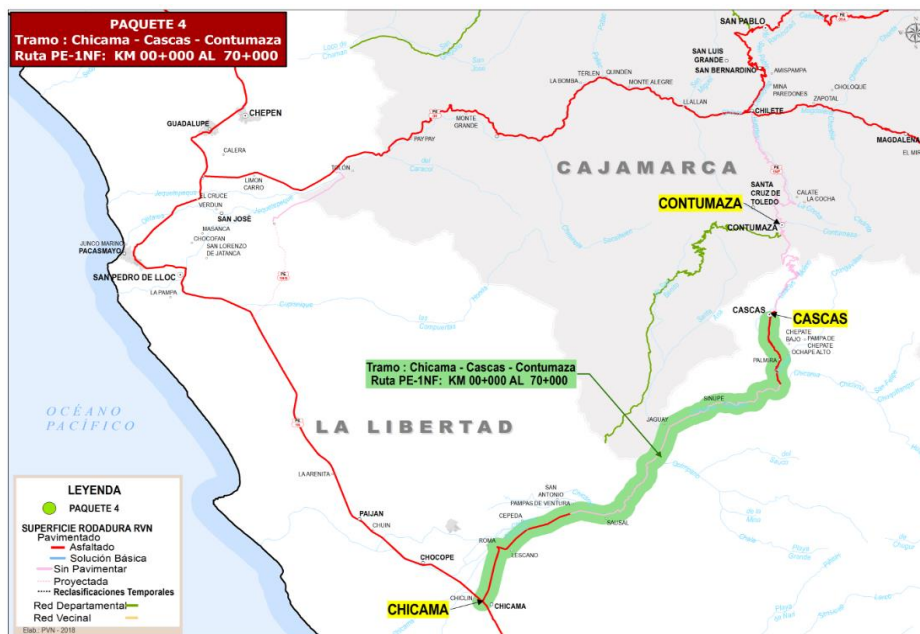 PAQUETE 4
Tramo : Chicama - Cascas - Contumaza
Ruta PE-1NF: KM 00+000 AL 70+000
SAN PABLO
SAN LUIS
GRANDE
SAN BERNARDINO
AMISPAMPA
MINA
PAREDONES
CHOLOQUE
ZAPOTAL
TERLEN
QUINDEN
LA BOMBA
MONTE ALEGRE
LLALLAN
CHILETE
MAGDALENA
EL MIR
CHEPEN
GUADALUPE
CALERA
MONTE
GRANDE
PAY PAY
TOLON
LIMON
CARRO
CAJAMARCA
EL CRUCE
VERDUN
SAN JOSÉ
MASANCA
CHOCOFAN
SAN LORENZO
DE JATANCA
JUNCO MARINO
PACASMAYO
SAN PEDRO DE LLOC
LA PAMPA
SANTA
CRUZ DE
TOLEDO
CALATE
LA COCHA
CONTUMAZA
CONTUMAZA
CASCAS
CASCAS
CHEPATE
BAJO
PAMPA DE
CHEPATE
OCHAPE ALTO
PALMIRA
Tramo : Chicama - Cascas - Contumaza
Ruta PE-1NF: KM 00+000 AL 70+000
SINUPE
JAGUAY
OCÉANO
PACÍFICO
LA LIBERTAD
LA ARENITA
PAIJAN
CHUIN
CHOCOPE
SAN
ANTONIO
PAMPAS DE VENTURA
CEPEDA
SAUSAL
ROMA
LESCANO
CHICLIN
CHICAMA
CHICAMA
LEYENDA
PAQUETE 4
SUPERFICIE RODADURA RVN
Pavimentado
Asfaltado
Solución Básica
Sin Pavimentar
Proyectada
Reclasificaciones Temporales
Red Departamental
Red Vecinal
Elab.: PVN - 2018